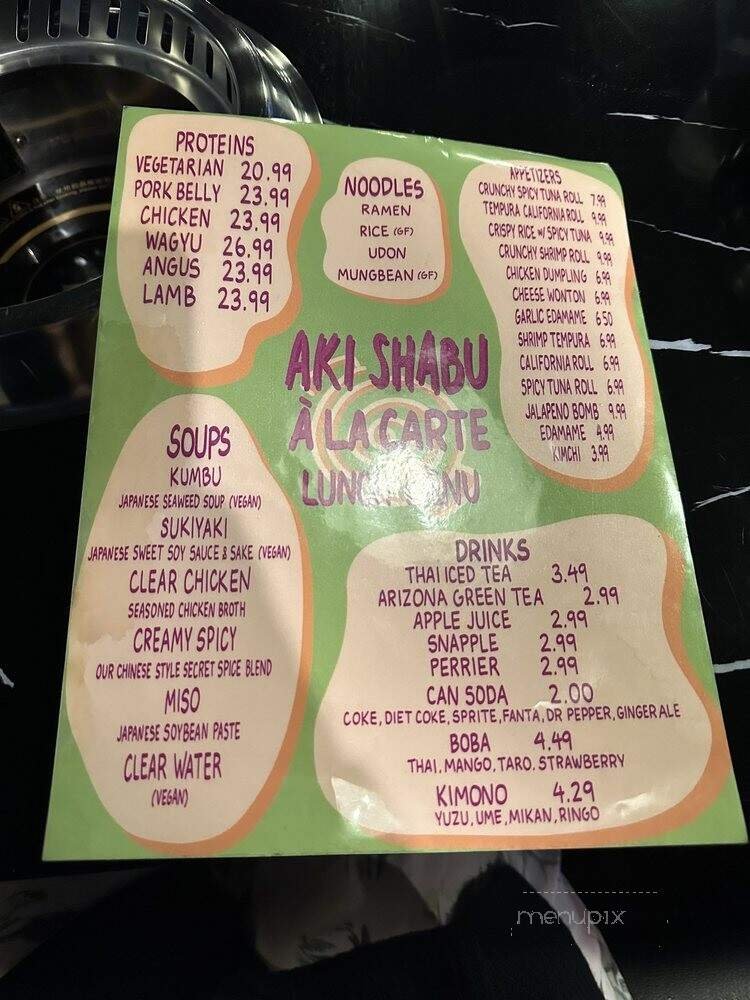 PROTEINS
VEGETARIAN 20.99
PORK BELLY 23.99
CHICKEN 23.99
WAGYU 26.99
ANGUS 23.99
LAMB 23.99
NOODLES
RAMEN
RICE (GF)
UDON
MUNGBEAN (GF)
APPETIZERS
CRUNCHY SPICY TUNA ROLL 7.99
TEMPURA CALIFORNIA ROLL 9.99
CRISPY RICE W/ SPICY TUNA 9.99
CRUNCHY SHRIMP ROLL 9.99
CHICKEN DUMPLING 6.99
CHEESE WONTON 6.99
GARLIC EDAMAME 6.50
SHRIMP TEMPURA 6.99
CALIFORNIA ROLL 6.99
SPICY TUNA ROLL 6.99
JALAPENO BOMB 9.99
EDAMAME 4.99
KIMCHI 3.99
AKI SHABU
À LA CARTE
SOUPS
KUMBU
JAPANESE SEAWEED SOUP (VEGAN)
SUKIYAKI
JAPANESE SWEET SOY SAUCE & SAKE (VEGAN)
CLEAR CHICKEN
SEASONED CHICKEN BROTH
CREAMY SPICY
OUR CHINESE STYLE SECRET SPICE BLEND
MISO
JAPANESE SOYBEAN PASTE
CLEAR WATER
(VEGAN)
DRINKS
THAI ICED TEA 3.49
ARIZONA GREEN TEA 2.99
APPLE JUICE 2.99
SNAPPLE 2.99
PERRIER 2.99
CAN SODA 2.00
COKE, DIET COKE, SPRITE, FANTA, DR PEPPER, GINGER ALE
BOBA 4.49
THAI, MANGO, TARO, STRAWBERRY
KIMONO 4.29
YUZU, UME, MIKAN, RINGO
menupix